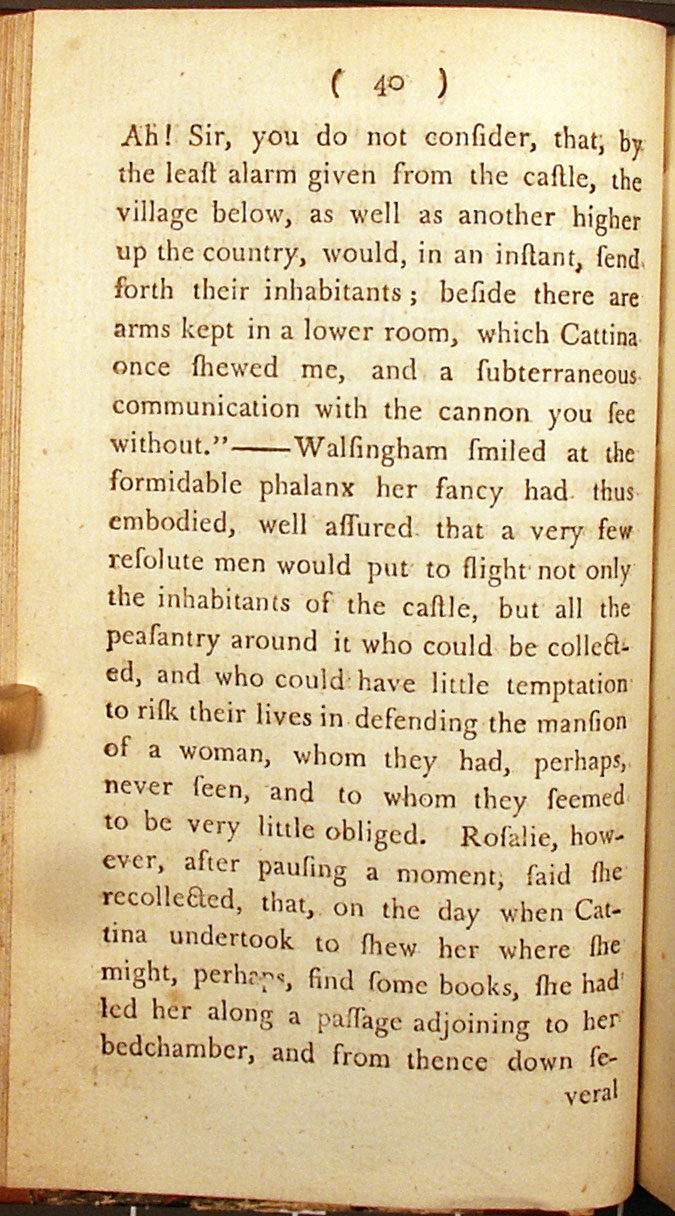 ( 40 )
Ah! Sir, you do not conſider, that, by
the leaſt alarm given from the caſtle, the
village below, as well as another higher
up the country, would, in an inſtant, ſend
forth their inhabitants; beſide there are
arms kept in a lower room, which Cattina
once ſhewed me, and a ſubterraneous
communication with the cannon you ſee
without."——Walſingham ſmiled at the
formidable phalanx her fancy had thus
embodied, well aſſured that a very few
reſolute men would put to flight not only
the inhabitants of the caſtle, but all the
peaſantry around it who could be collect-
ed, and who could have little temptation
to riſk their lives in defending the manſion
of a woman, whom they had, perhaps,
never ſeen, and to whom they ſeemed
to be very little obliged. Roſalie, how-
ever, after pauſing a moment, ſaid ſhe
recollected, that, on the day when Cat-
tina undertook to ſhew her where ſhe
might, perhaps, find ſome books, ſhe had
led her along a paſſage adjoining to her
bedchamber, and from thence down ſe-
veral